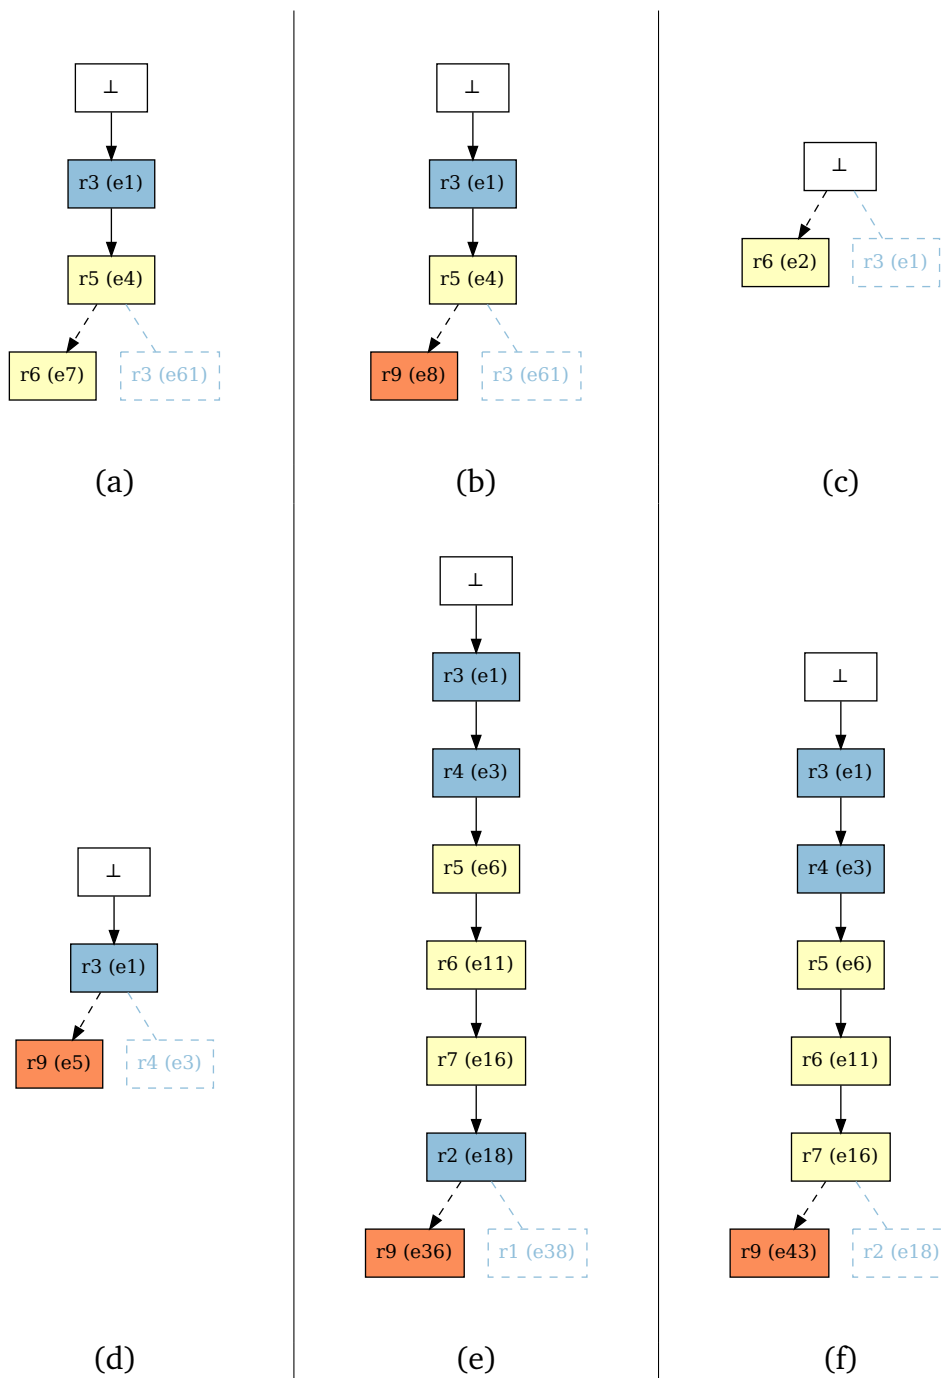 ⊥
r3 (e1)
r5 (e4)
r6 (e7)
r3 (e61)
(a)
⊥
r3 (e1)
r5 (e4)
r9 (e8)
r3 (e61)
(b)
⊥
r6 (e2)
r3 (e1)
(c)
⊥
r3 (e1)
r9 (e5)
r4 (e3)
(d)
⊥
r3 (e1)
r4 (e3)
r5 (e6)
r6 (e11)
r7 (e16)
r2 (e18)
r9 (e36)
r1 (e38)
(e)
⊥
r3 (e1)
r4 (e3)
r5 (e6)
r6 (e11)
r7 (e16)
r9 (e43)
r2 (e18)
(f)